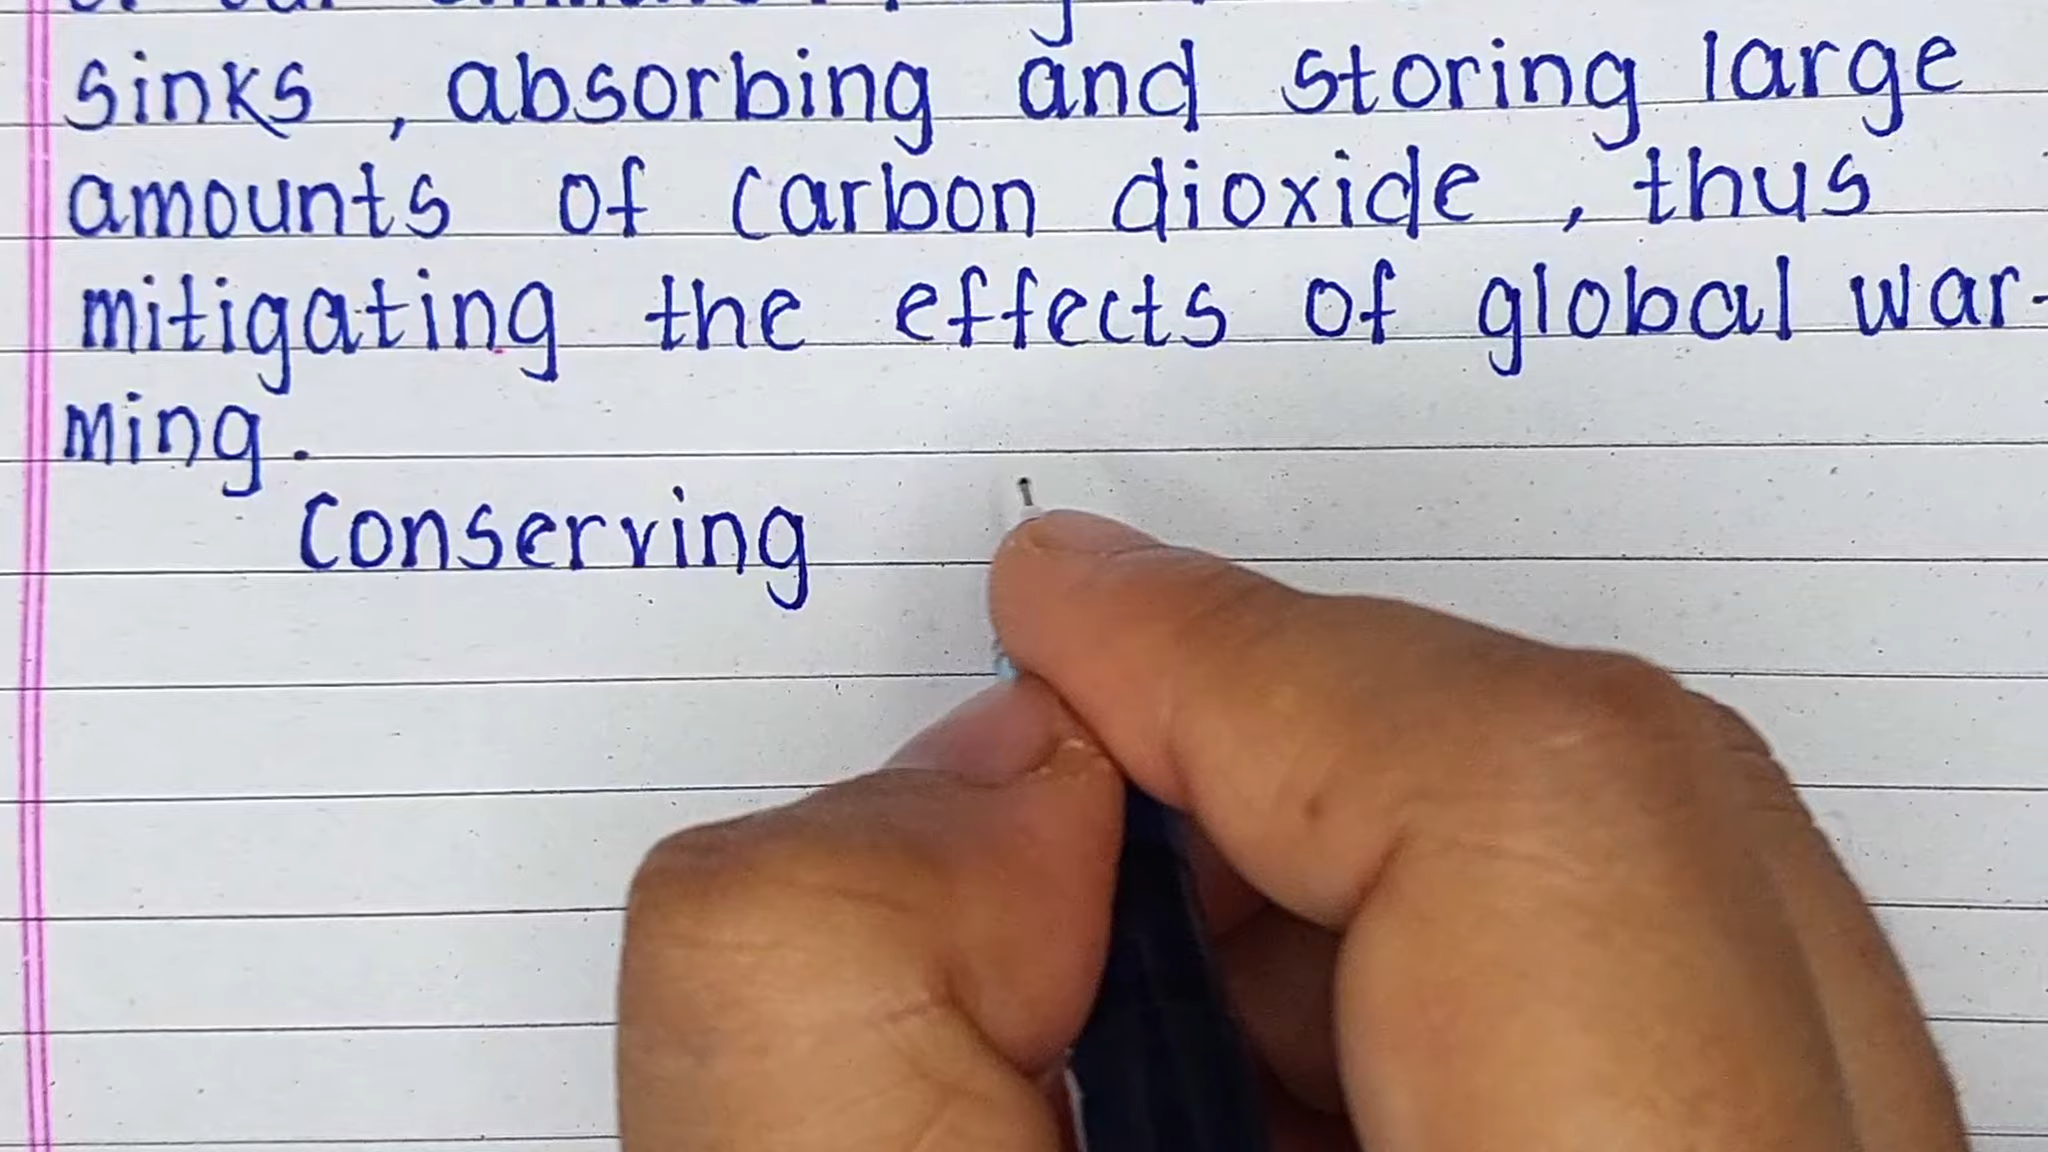 sinks, absorbing and storing large
amounts of carbon dioxide, thus
mitigating the effects of global war-
ming.
Conserving